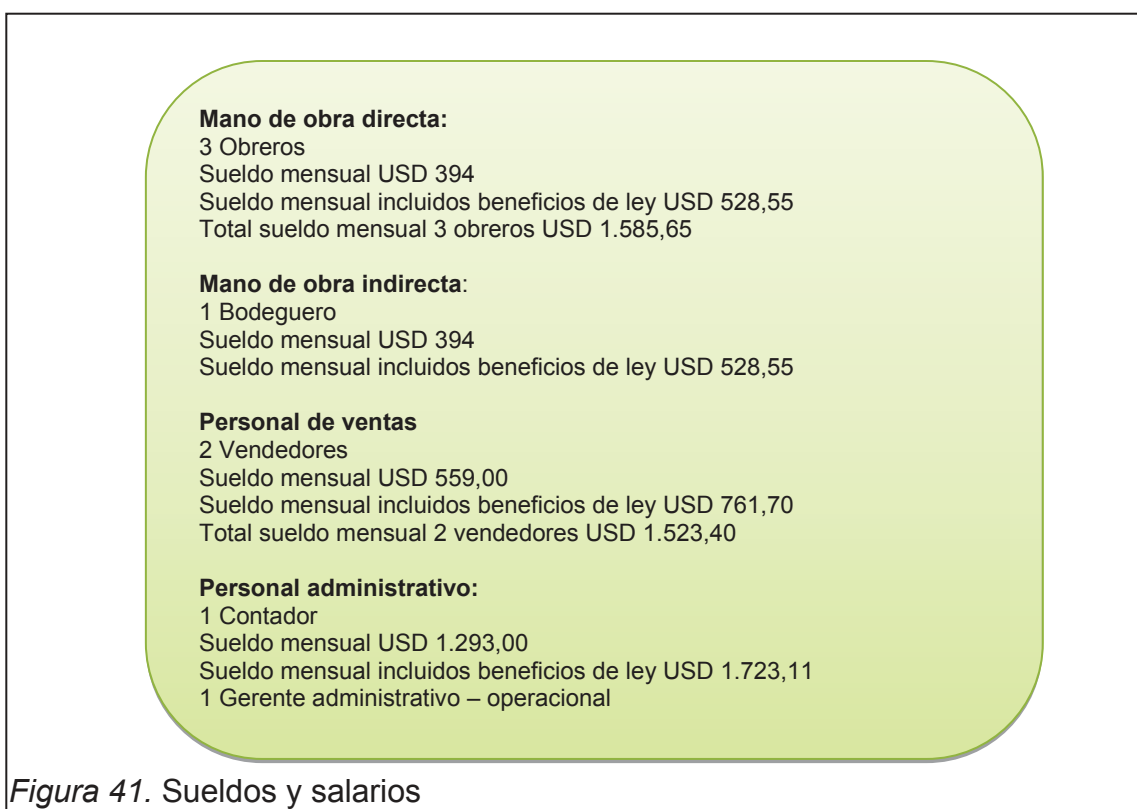 Mano de obra directa:
3 Obreros
Sueldo mensual USD 394
Sueldo mensual incluidos beneficios de ley USD 528,55
Total sueldo mensual 3 obreros USD 1.585,65
Mano de obra indirecta:
1 Bodeguero
Sueldo mensual USD 394
Sueldo mensual incluidos beneficios de ley USD 528,55
Personal de ventas
2 Vendedores
Sueldo mensual USD 559,00
Sueldo mensual incluidos beneficios de ley USD 761,70
Total sueldo mensual 2 vendedores USD 1.523,40
Personal administrativo:
1 Contador
Sueldo mensual USD 1.293,00
Sueldo mensual incluidos beneficios de ley USD 1.723,11
1 Gerente administrativo – operacional
Figura 41. Sueldos y salarios